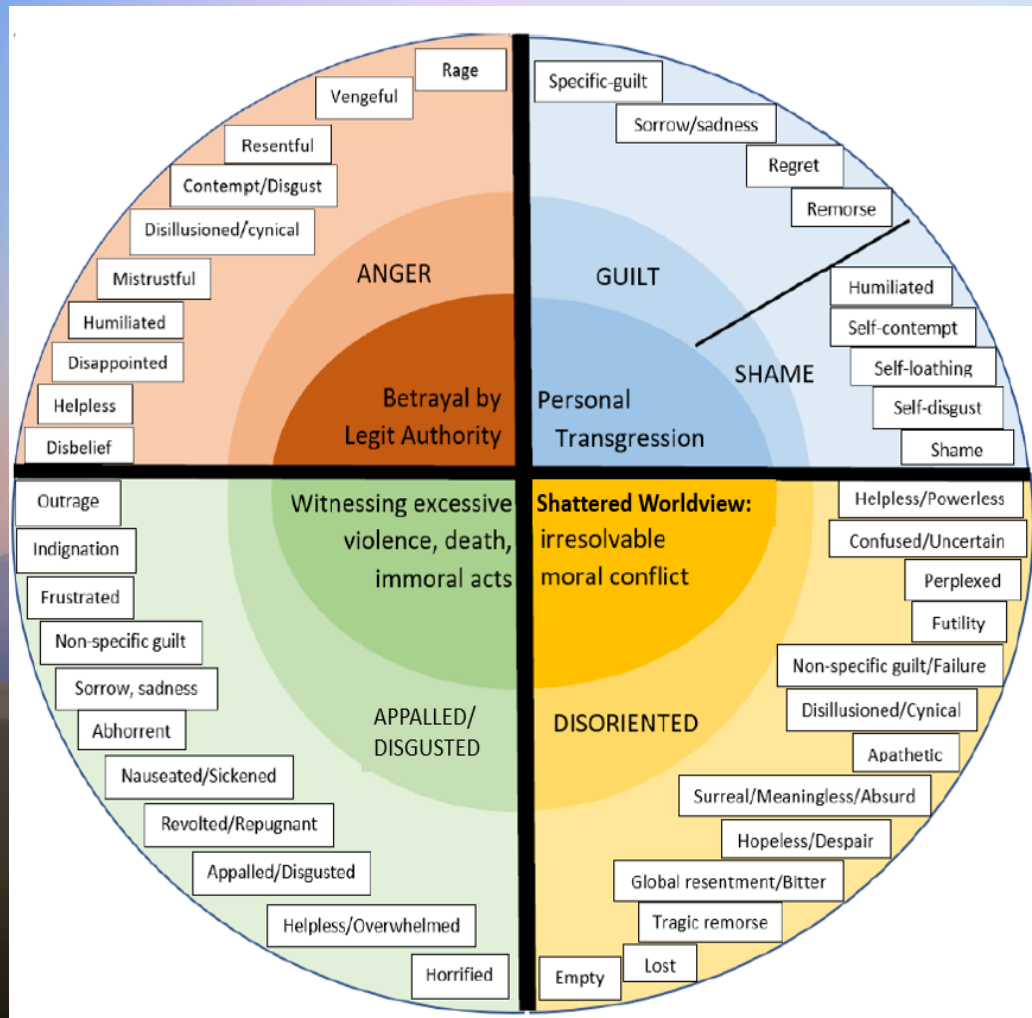 Rage
Vengeful
Resentful
Contempt/Disgust
Disillusioned/cynical
Mistrustful
Humiliated
Disappointed
Helpless
Disbelief
ANGER
Betrayal by
Legit Authority
Specific-guilt
Sorrow/sadness
Regret
Remorse
GUILT
Humiliated
Self-contempt
Self-loathing
Self-disgust
Shame
SHAME
Personal
Transgression
Outrage
Indignation
Frustrated
Non-specific guilt
Sorrow, sadness
Abhorrent
Nauseated/Sickened
Revolted/Repugnant
Appalled/Disgusted
Helpless/Overwhelmed
Horrified
Witnessing excessive
violence, death,
immoral acts
APPALLED/
DISGUSTED
Shattered Worldview:
irresolvable
moral conflict
DISORIENTED
Helpless/Powerless
Confused/Uncertain
Perplexed
Futility
Non-specific guilt/Failure
Disillusioned/Cynical
Apathetic
Surreal/Meaningless/Absurd
Hopeless/Despair
Global resentment/Bitter
Tragic remorse
Lost
Empty